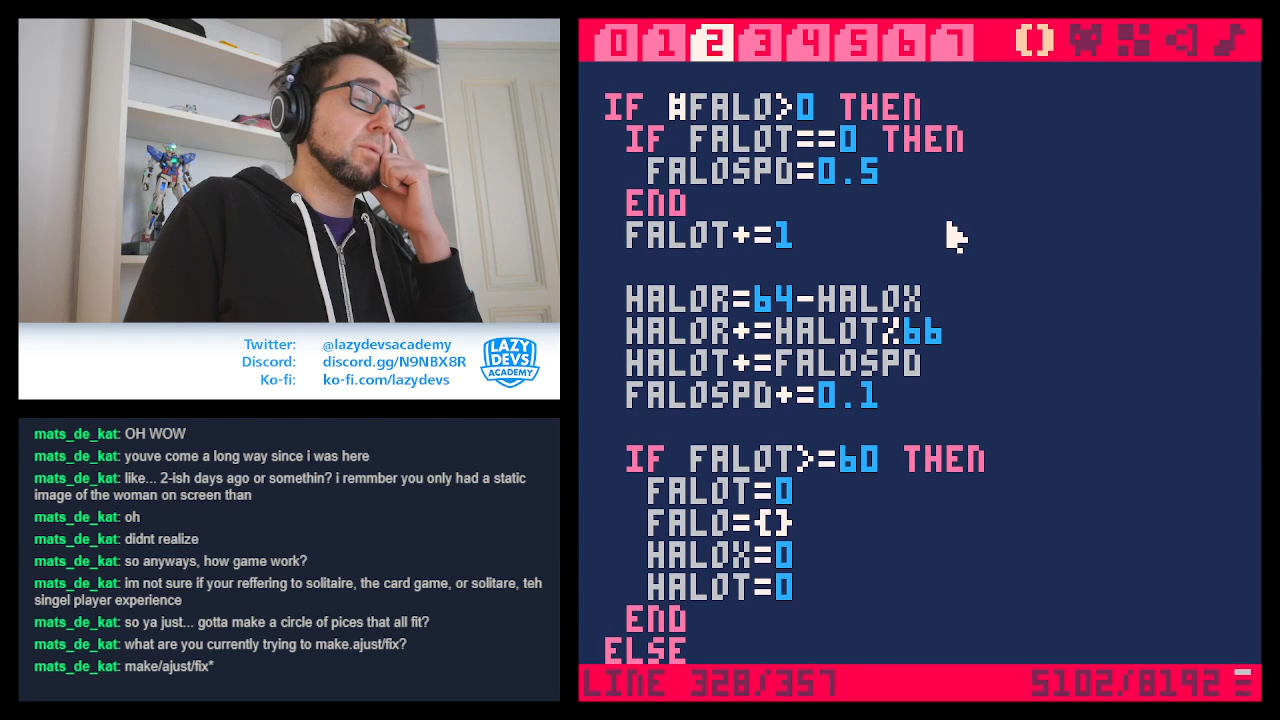 Twitter: @lazydevsacademy
Discord: discord.gg/N9NBX8R
Ko-fi: ko-fi.com/lazydevs
LAZY
DEVS
ACADEMY
mats_de_kat: OH WOW
mats_de_kat: youve come a long way since i was here
mats_de_kat: like... 2-ish days ago or somethin? i remmber you only had a static
image of the woman on screen than
mats_de_kat: oh
mats_de_kat: didnt realize
mats_de_kat: so anyways, how game work?
mats_de_kat: im not sure if your reffering to solitaire, the card game, or solitare, teh
singel player experience
mats_de_kat: so ya just... gotta make a circle of pices that all fit?
mats_de_kat: what are you currently trying to make.ajust/fix?
mats_de_kat: make/ajust/fix*
0 1 2 3 4 5 6 7 ()
IF #FALO>0 THEN
IF FALOT==0 THEN
FALOSPD=0.5
END
FALOT+=1
HALOR=64-HALOX
HALOR+=HALOT%66
HALOT+=FALOSPD
FALOSPD+=0.1
IF FALOT>=60 THEN
FALOT=0
FALO={}
HALOX=0
HALOT=0
END
ELSE
LINE 328/357 5102/8192